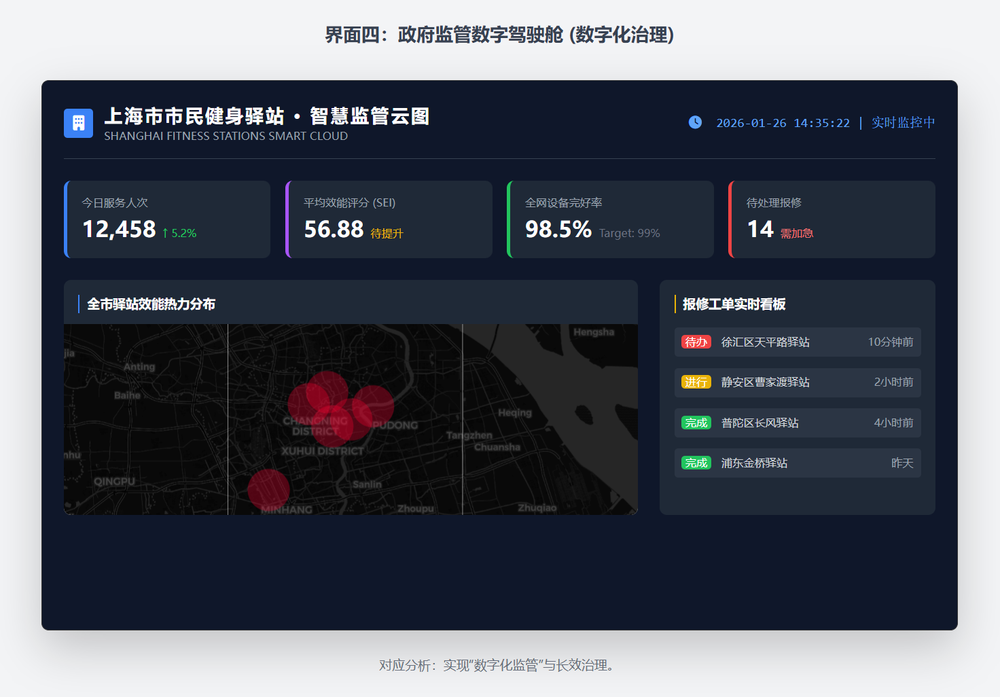 界面四：政府监管数字驾驶舱 (数字化治理)
上海市市民健身驿站 · 智慧监管云图
SHANGHAI FITNESS STATIONS SMART CLOUD
2026-01-26 14:35:22 | 实时监控中
今日服务人次
12,458 ↑ 5.2%
平均效能评分 (SEI)
56.88 待提升
全网设备完好率
98.5% Target: 99%
待处理报修
14 需加急
全市驿站效能热力分布
Hengsha
jia
Anting
Baihe
CHANGNING
DISTRICT
PUDONG
Heqing
Tangzhen
Chuansha
XUHUI DISTRICT
nhu
QINGPU
Sanlin
MINHANG
Zhoupu
Zhuqiao
报修工单实时看板
待办 徐汇区天平路驿站 10分钟前
进行 静安区曹家渡驿站 2小时前
完成 普陀区长风驿站 4小时前
完成 浦东金桥驿站 昨天
对应分析：实现“数字化监管”与长效治理。